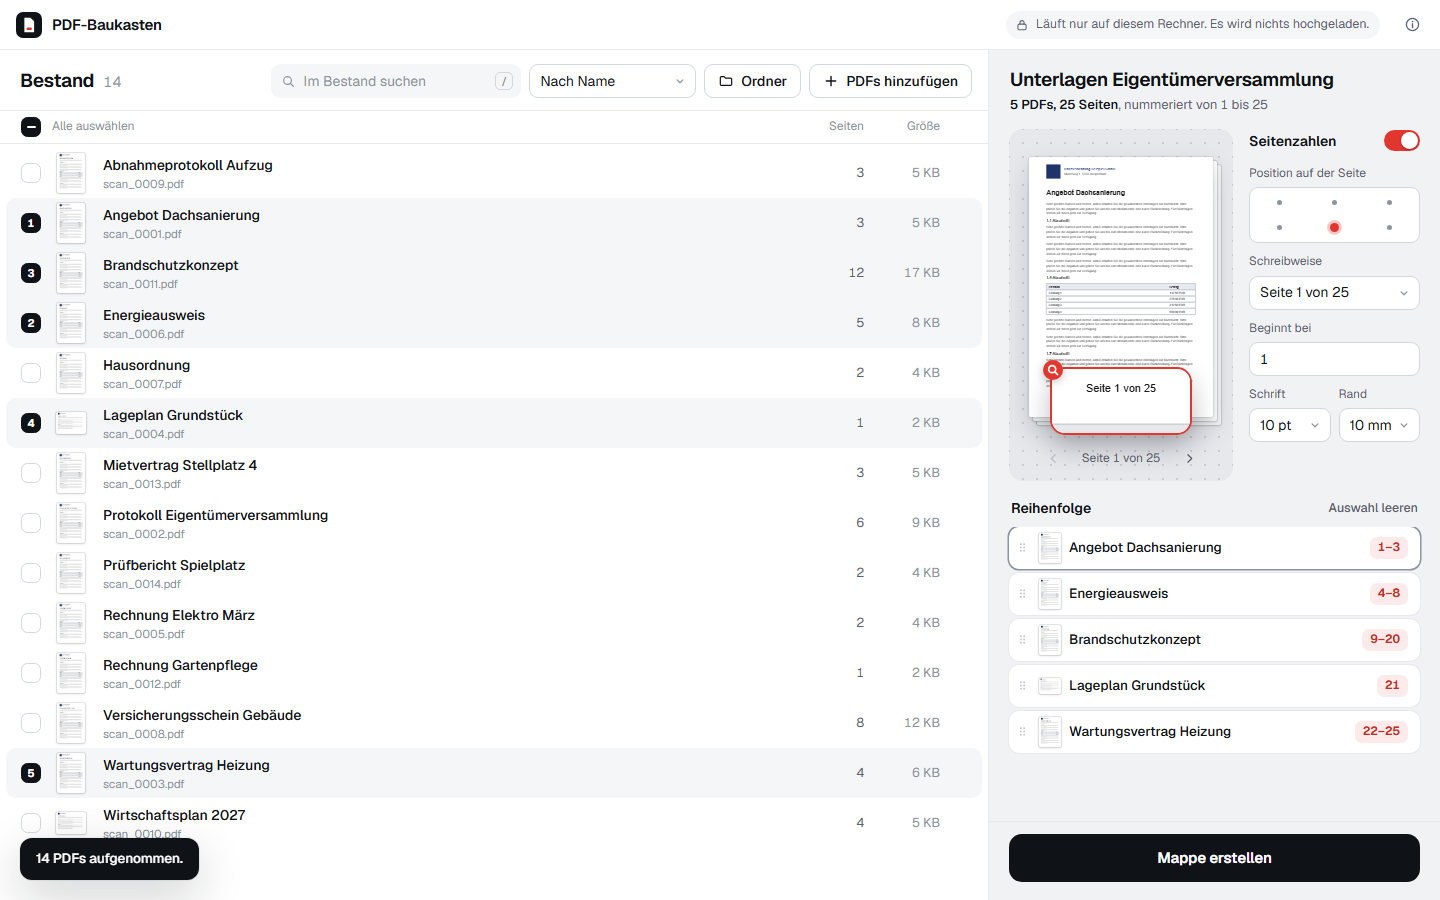 PDF-Baukasten
Läuft nur auf diesem Rechner. Es wird nichts hochgeladen.
Bestand 14
Im Bestand suchen /
Nach Name
Ordner
PDFs hinzufügen
Alle auswählen Seiten Größe
Abnahmeprotokoll Aufzug 3 5 KB
scan_0009.pdf
1 Angebot Dachsanierung 3 5 KB
scan_0001.pdf
3 Brandschutzkonzept 12 17 KB
scan_0011.pdf
2 Energieausweis 5 8 KB
scan_0006.pdf
Hausordnung 2 4 KB
scan_0007.pdf
4 Lageplan Grundstück 1 2 KB
scan_0004.pdf
Mietvertrag Stellplatz 4 3 5 KB
scan_0013.pdf
Protokoll Eigentümerversammlung 6 9 KB
scan_0002.pdf
Prüfbericht Spielplatz 2 4 KB
scan_0014.pdf
Rechnung Elektro März 2 4 KB
scan_0005.pdf
Rechnung Gartenpflege 1 2 KB
scan_0012.pdf
Versicherungsschein Gebäude 8 12 KB
scan_0008.pdf
5 Wartungsvertrag Heizung 4 6 KB
scan_0003.pdf
Wirtschaftsplan 2027 4 5 KB
scan_0010.pdf
14 PDFs aufgenommen.
Unterlagen Eigentümerversammlung
5 PDFs, 25 Seiten, nummeriert von 1 bis 25
Angebot Dachsanierung
Seite 1 von 25
Seite 1 von 25
Seitenzahlen
Position auf der Seite
Schreibweise
Seite 1 von 25
Beginnt bei
1
Schrift Rand
10 pt 10 mm
Reihenfolge Auswahl leeren
Angebot Dachsanierung 1–3
Energieausweis 4–8
Brandschutzkonzept 9–20
Lageplan Grundstück 21
Wartungsvertrag Heizung 22–25
Mappe erstellen